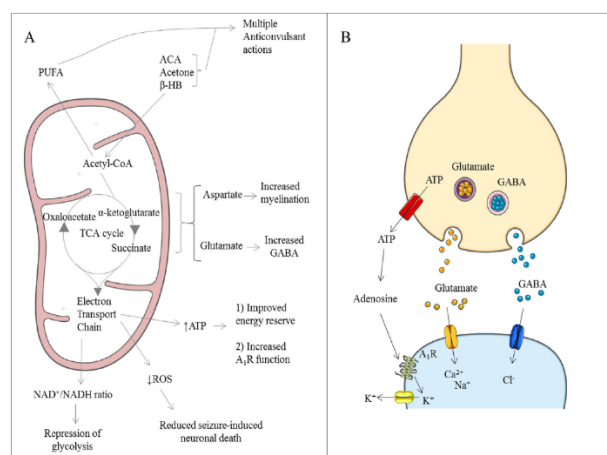 A
Multiple
Anticonvulsant
actions
PUFA
ACA
Acetone
β-HB
Acetyl-CoA
Oxaloacetate
α-ketoglutarate
TCA cycle
Succinate
Aspartate
Increased
myelination
Glutamate
Increased
GABA
Electron
Transport
Chain
↑ATP
1) Improved
energy reserve
2) Increased
A₁R function
↓ROS
NAD⁺/NADH ratio
Reduced seizure-induced
neuronal death
Repression of
glycolysis
B
Glutamate
GABA
ATP
ATP
Adenosine
Glutamate
GABA
A₁R
Ca²⁺
Na⁺
Cl⁻
K⁺
K⁺